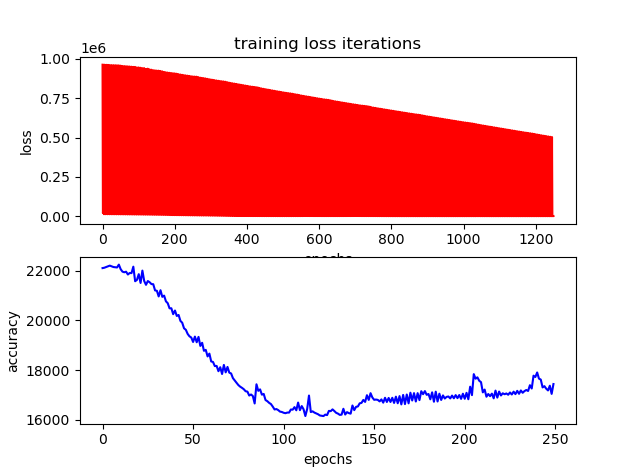 training loss iterations
1e6
1.00
0.75
0.50
0.25
0.00
loss
0 200 400 600 800 1000 1200
epochs
22000
20000
18000
16000
accuracy
0 50 100 150 200 250
epochs